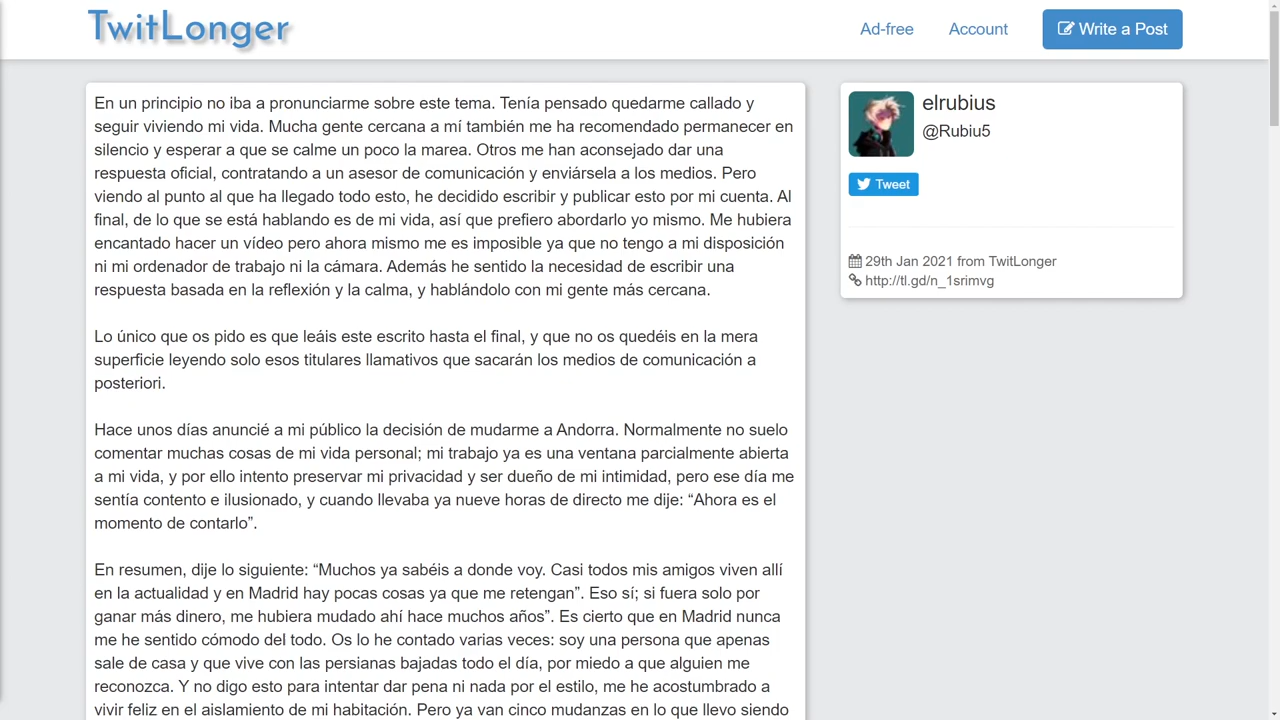 TwitLonger
Ad-free
Account
Write a Post
En un principio no iba a pronunciarme sobre este tema. Tenía pensado quedarme callado y
seguir viviendo mi vida. Mucha gente cercana a mí también me ha recomendado permanecer en
silencio y esperar a que se calme un poco la marea. Otros me han aconsejado dar una
respuesta oficial, contratando a un asesor de comunicación y enviársela a los medios. Pero
viendo al punto al que ha llegado todo esto, he decidido escribir y publicar esto por mi cuenta. Al
final, de lo que se está hablando es de mi vida, así que prefiero abordarlo yo mismo. Me hubiera
encantado hacer un vídeo pero ahora mismo me es imposible ya que no tengo a mi disposición
ni mi ordenador de trabajo ni la cámara. Además he sentido la necesidad de escribir una
respuesta basada en la reflexión y la calma, y hablándolo con mi gente más cercana.
Lo único que os pido es que leáis este escrito hasta el final, y que no os quedéis en la mera
superficie leyendo solo esos titulares llamativos que sacarán los medios de comunicación a
posteriori.
Hace unos días anuncié a mi público la decisión de mudarme a Andorra. Normalmente no suelo
comentar muchas cosas de mi vida personal; mi trabajo ya es una ventana parcialmente abierta
a mi vida, y por ello intento preservar mi privacidad y ser dueño de mi intimidad, pero ese día me
sentía contento e ilusionado, y cuando llevaba ya nueve horas de directo me dije: “Ahora es el
momento de contarlo”.
En resumen, dije lo siguiente: “Muchos ya sabéis a donde voy. Casi todos mis amigos viven allí
en la actualidad y en Madrid hay pocas cosas ya que me retengan”. Eso sí; si fuera solo por
ganar más dinero, me hubiera mudado ahí hace muchos años”. Es cierto que en Madrid nunca
me he sentido cómodo del todo. Os lo he contado varias veces: soy una persona que apenas
sale de casa y que vive con las persianas bajadas todo el día, por miedo a que alguien me
reconozca. Y no digo esto para intentar dar pena ni nada por el estilo, me he acostumbrado a
vivir feliz en el aislamiento de mi habitación. Pero ya van cinco mudanzas en lo que llevo siendo
elrubius
@Rubiu5
Tweet
29th Jan 2021 from TwitLonger
http://tl.gd/n_1srimvg